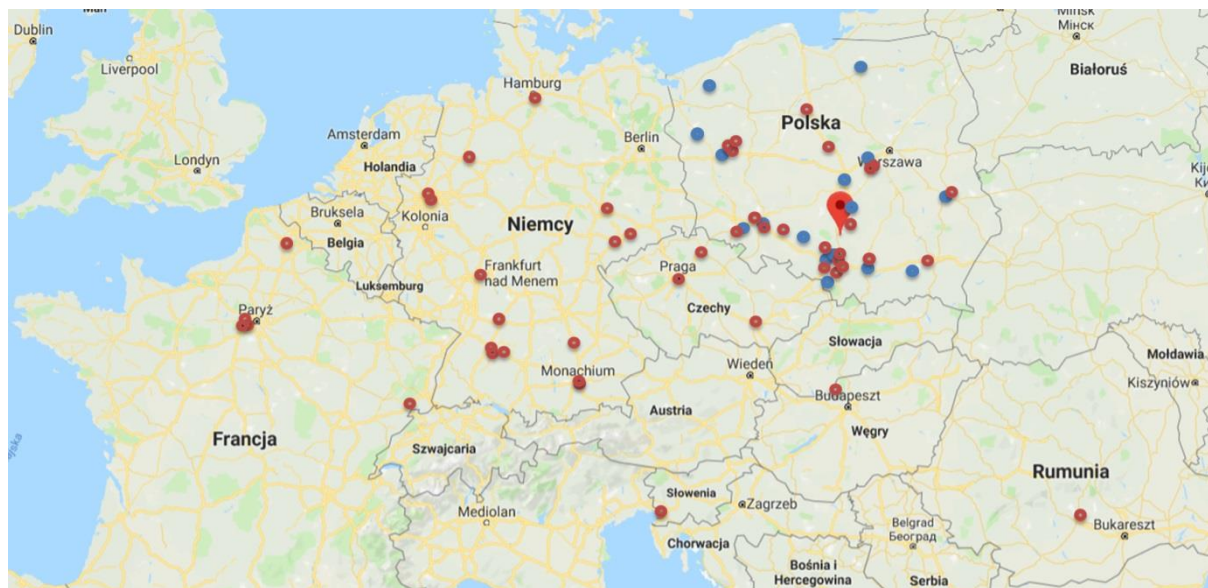 Man
Dublin
Liverpool
Londyn
Amsterdam
Holandia
Bruksela
Belgia
Luksemburg
Paryż
Francja
Hamburg
Berlin
Kolonia
Niemcy
Frankfurt
nad Menem
Monachium
Szwajcaria
Mediolan
Praga
Czechy
Wiedeń
Austria
Słowenia
Zagrzeb
Chorwacja
Bośnia i
Hercegowina
Polska
Warszawa
Słowacja
Budapeszt
Węgry
Belgrad
Београд
Serbia
Mińsk
Мінск
Białoruś
Mołdawia
Kiszyniów
Rumunia
Bukareszt